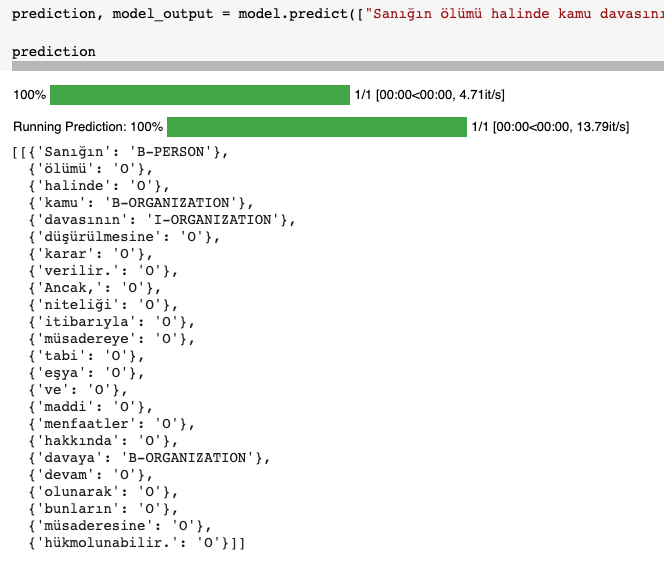 prediction, model_output = model.predict(["Sanığın ölümü halinde kamu davasını
prediction
100% 1/1 [00:00<00:00, 4.71it/s]
Running Prediction: 100% 1/1 [00:00<00:00, 13.79it/s]
[[{'Sanığın': 'B-PERSON'},
{'ölümü': 'O'},
{'halinde': 'O'},
{'kamu': 'B-ORGANIZATION'},
{'davasının': 'I-ORGANIZATION'},
{'düşürülmesine': 'O'},
{'karar': 'O'},
{'verilir.': 'O'},
{'Ancak,': 'O'},
{'niteliği': 'O'},
{'itibarıyla': 'O'},
{'müsadereye': 'O'},
{'tabi': 'O'},
{'eşya': 'O'},
{'ve': 'O'},
{'maddi': 'O'},
{'menfaatler': 'O'},
{'hakkında': 'O'},
{'davaya': 'B-ORGANIZATION'},
{'devam': 'O'},
{'olunarak': 'O'},
{'bunların': 'O'},
{'müsaderesine': 'O'},
{'hükmolunabilir.': 'O'}]]